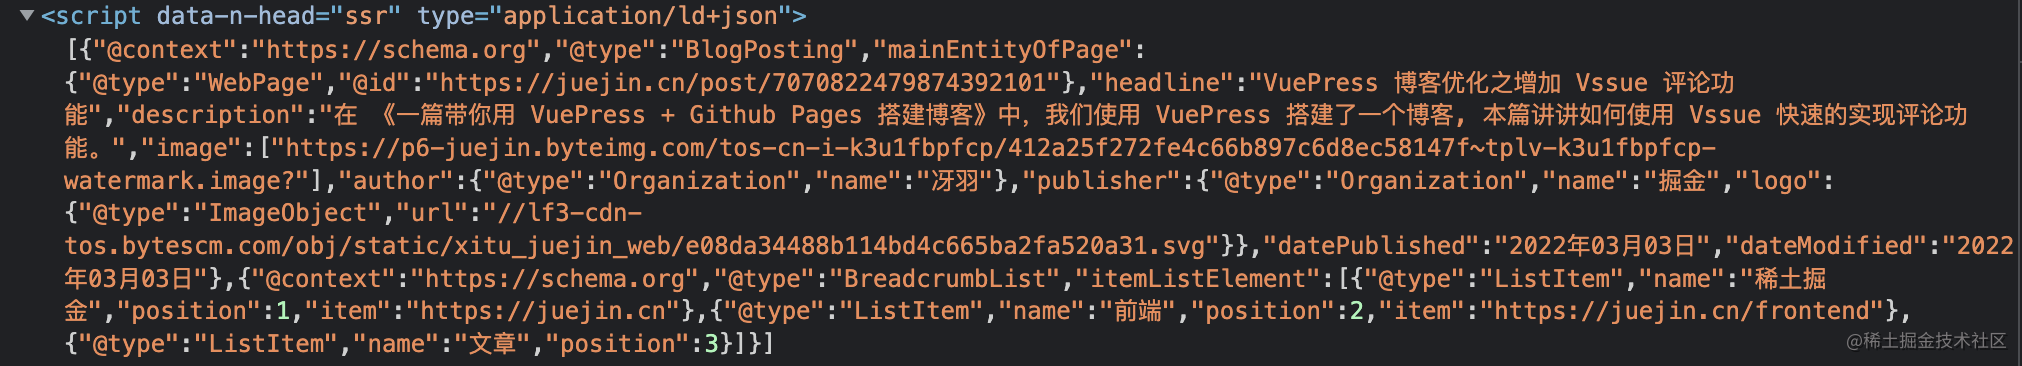 ▼<script data-n-head="ssr" type="application/ld+json">
[{"@context":"https://schema.org","@type":"BlogPosting","mainEntityOfPage":
{"@type":"WebPage","@id":"https://juejin.cn/post/7070822479874392101"},"headline":"VuePress 博客优化之增加 Vssue 评论功
能","description":"在 《一篇带你用 VuePress + Github Pages 搭建博客》中，我们使用 VuePress 搭建了一个博客, 本篇讲讲如何使用 Vssue 快速的实现评论功
能。","image":["https://p6-juejin.byteimg.com/tos-cn-i-k3u1fbpfcp/412a25f272fe4c66b897c6d8ec58147f~tplv-k3u1fbpfcp-
watermark.image?"],"author":{"@type":"Organization","name":"冴羽"},"publisher":{"@type":"Organization","name":"掘金","logo":
{"@type":"ImageObject","url":"//lf3-cdn-
tos.bytescm.com/obj/static/xitu_juejin_web/e08da34488b114bd4c665ba2fa520a31.svg"}},"datePublished":"2022年03月03日","dateModified":"2022
年03月03日"},{"@context":"https://schema.org","@type":"BreadcrumbList","itemListElement":[{"@type":"ListItem","name":"稀土掘
金","position":1,"item":"https://juejin.cn"},{"@type":"ListItem","name":"前端","position":2,"item":"https://juejin.cn/frontend"},
{"@type":"ListItem","name":"文章","position":3}]}]
@稀土掘金技术社区